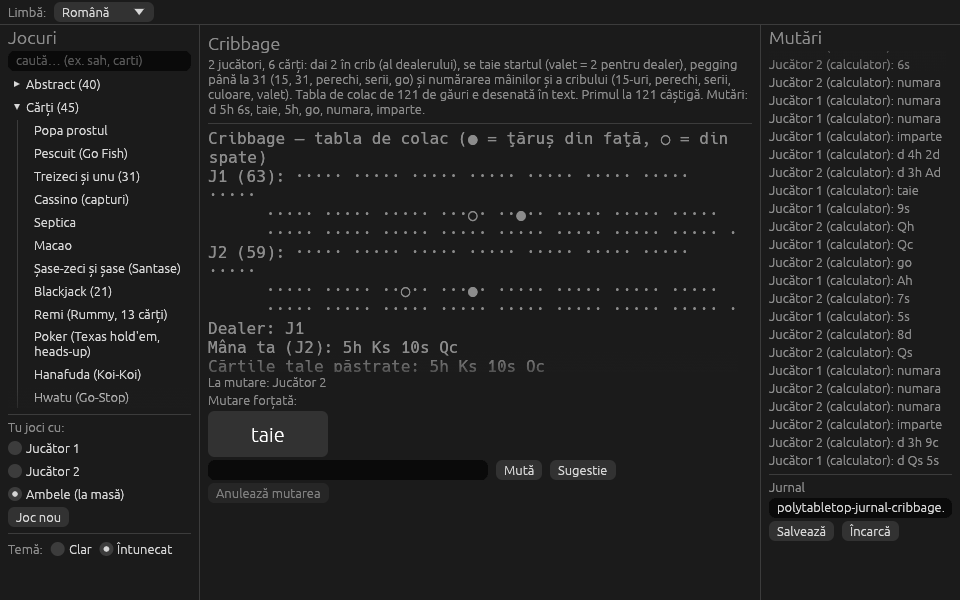 Limbă: Română
Jocuri
caută... (ex. sah, carti)
Abstract (40)
Cărți (45)
Popa prostul
Pescuit (Go Fish)
Treizeci și unu (31)
Cassino (capturi)
Septica
Macao
Șase-zeci și șase (Santase)
Blackjack (21)
Remi (Rummy, 13 cărți)
Poker (Texas hold'em,
heads-up)
Hanafuda (Koi-Koi)
Hwatu (Go-Stop)
Tu joci cu:
Jucător 1
Jucător 2
Ambele (la masă)
Joc nou
Temă: Clar Întunecat
Cribbage
2 jucători, 6 cărți: dai 2 în crib (al dealerului), se taie startul (valet = 2 pentru dealer), pegging
până la 31 (15, 31, perechi, serii, go) și numărarea mâinilor și a cribului (15-uri, perechi, serii,
culoare, valet). Tabla de colac de 121 de găuri e desenată în text. Primul la 121 câștigă. Mutări:
d 5h 6s, taie, 5h, go, numara, imparte.
Cribbage — tabla de colac (● = țăruș din față, ○ = din
spate)
J1 (63): ····· ····· ····· ····· ····· ····· ·····
·····
····· ····· ····· ···○· ··●·· ····· ····· ·····
····· ····· ····· ····· ····· ····· ····· ····· ·
J2 (59): ····· ····· ····· ····· ····· ····· ·····
·····
····· ····· ··○·· ···●· ····· ····· ····· ·····
····· ····· ····· ····· ····· ····· ····· ····· ·
Dealer: J1
Mâna ta (J2): 5h Ks 10s Qc
Cărțile tale păstrate: 5h Ks 10s Qc
La mutare: Jucător 2
Mutare forțată:
taie
Mută Sugestie
Anulează mutarea
Mutări
Jucător 2 (calculator): 6s
Jucător 2 (calculator): numara
Jucător 1 (calculator): numara
Jucător 1 (calculator): numara
Jucător 1 (calculator): imparte
Jucător 1 (calculator): d 4h 2d
Jucător 2 (calculator): d 3h Ad
Jucător 1 (calculator): taie
Jucător 1 (calculator): 9s
Jucător 2 (calculator): Qh
Jucător 1 (calculator): Qc
Jucător 2 (calculator): go
Jucător 1 (calculator): Ah
Jucător 2 (calculator): 7s
Jucător 1 (calculator): 5s
Jucător 2 (calculator): 8d
Jucător 2 (calculator): Qs
Jucător 1 (calculator): numara
Jucător 2 (calculator): numara
Jucător 2 (calculator): numara
Jucător 2 (calculator): imparte
Jucător 2 (calculator): d 3h 9c
Jucător 1 (calculator): d Qs 5s
Jurnal
polytabletop-jurnal-cribbage.
Salvează Încarcă